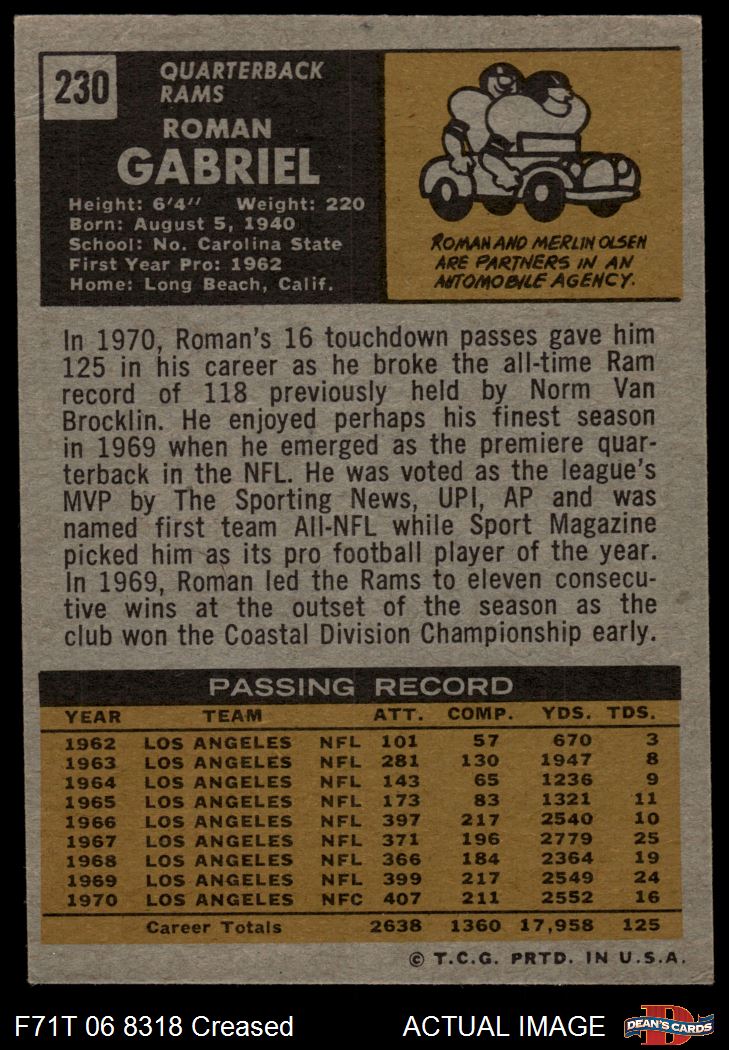 230
QUARTERBACK
RAMS
ROMAN
GABRIEL
Height: 6'4" Weight: 220
Born: August 5, 1940
School: No. Carolina State
First Year Pro: 1962
Home: Long Beach, Calif.
ROMAN AND MERLIN OLSEN
ARE PARTNERS IN AN
AUTOMOBILE AGENCY.
In 1970, Roman's 16 touchdown passes gave him
125 in his career as he broke the all-time Ram
record of 118 previously held by Norm Van
Brocklin. He enjoyed perhaps his finest season
in 1969 when he emerged as the premiere quar-
terback in the NFL. He was voted as the league's
MVP by The Sporting News, UPI, AP and was
named first team All-NFL while Sport Magazine
picked him as its pro football player of the year.
In 1969, Roman led the Rams to eleven consecu-
tive wins at the outset of the season as the
club won the Coastal Division Championship early.
PASSING RECORD
YEAR TEAM ATT. COMP. YDS. TDS.
1962 LOS ANGELES NFL 101 57 670 3
1963 LOS ANGELES NFL 281 130 1947 8
1964 LOS ANGELES NFL 143 65 1236 9
1965 LOS ANGELES NFL 173 83 1321 11
1966 LOS ANGELES NFL 397 217 2540 10
1967 LOS ANGELES NFL 371 196 2779 25
1968 LOS ANGELES NFL 366 184 2364 19
1969 LOS ANGELES NFL 399 217 2549 24
1970 LOS ANGELES NFC 407 211 2552 16
Career Totals 2638 1360 17,958 125
© T.C.G. PRTD. IN U.S.A.
F71T 06 8318 Creased ACTUAL IMAGE
D
DEAN'S CARDS